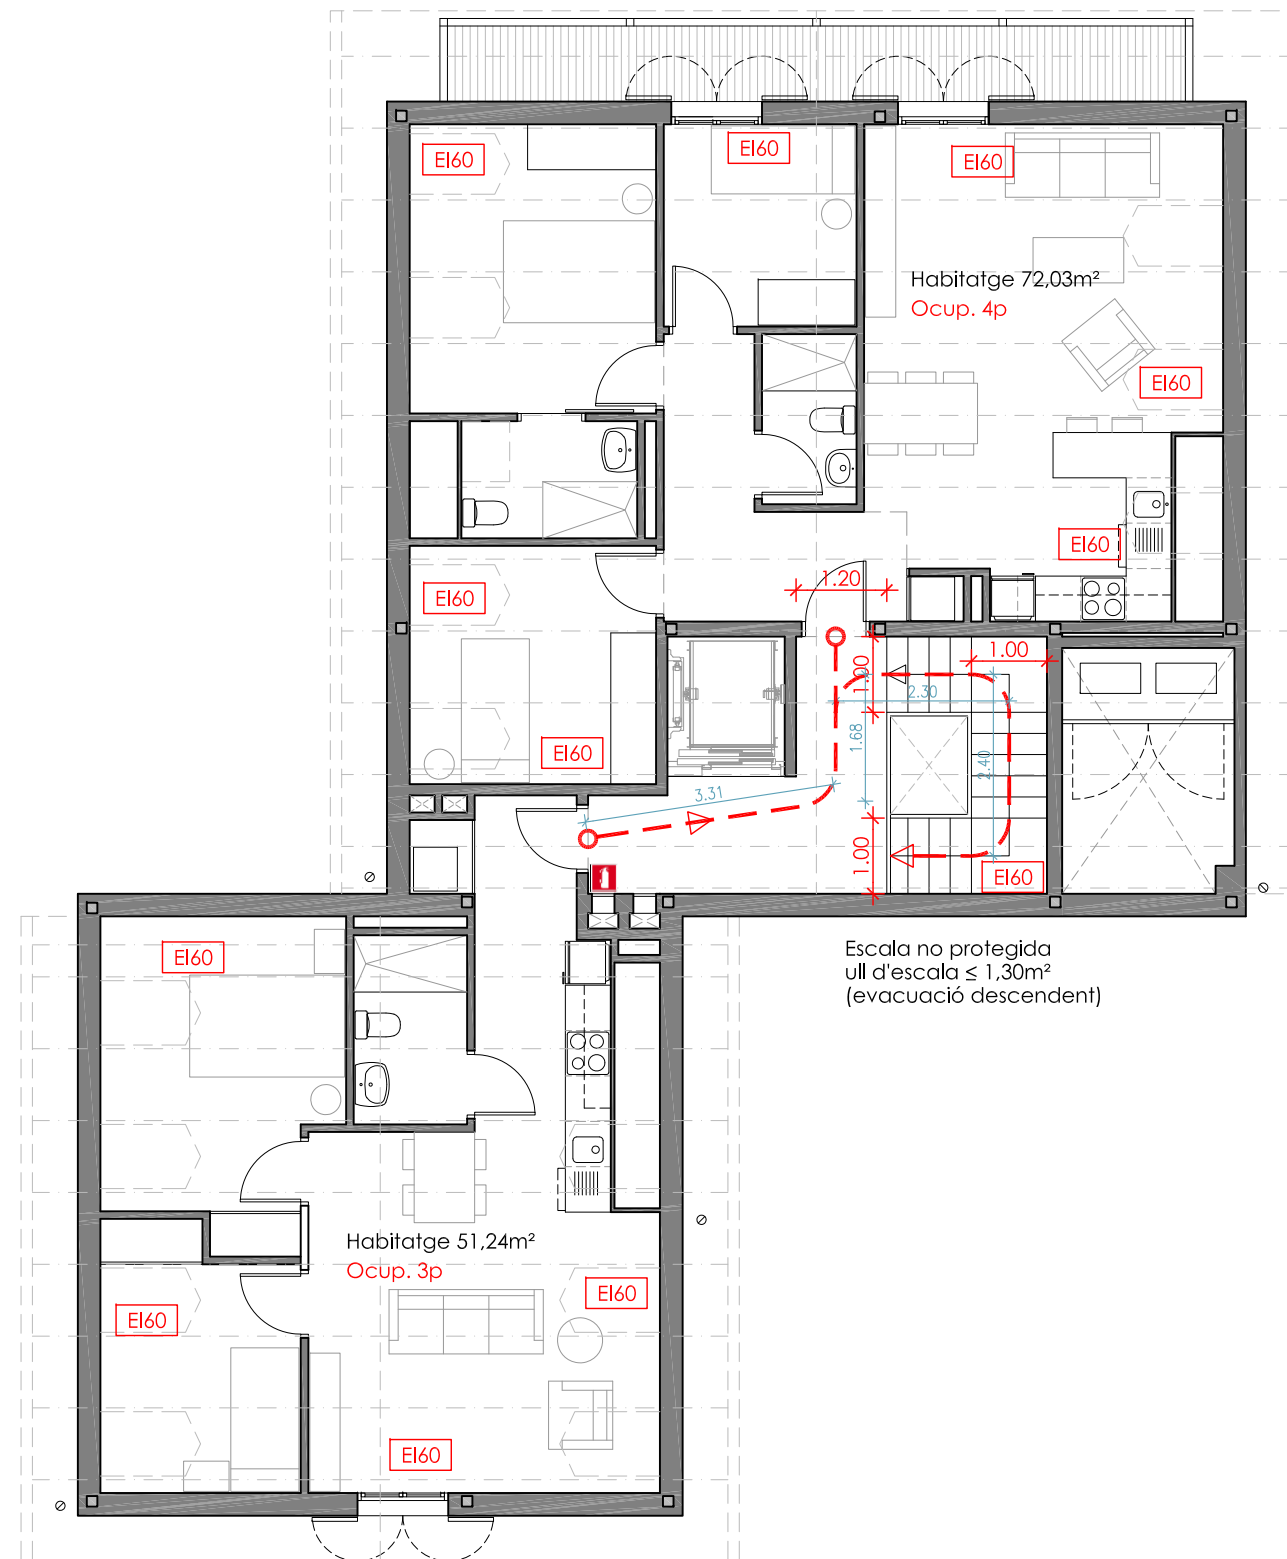 EI60
EI60
EI60
Habitatge 72,03m²
Ocup. 4p
EI60
EI60
EI60
1.20
1.00
1.00
2.30
1.68
2.40
EI60
3.31
1.00
EI60
Escala no protegida
ull d'escala ≤ 1,30m²
(evacuació descendent)
EI60
Habitatge 51,24m²
Ocup. 3p
EI60
EI60
EI60